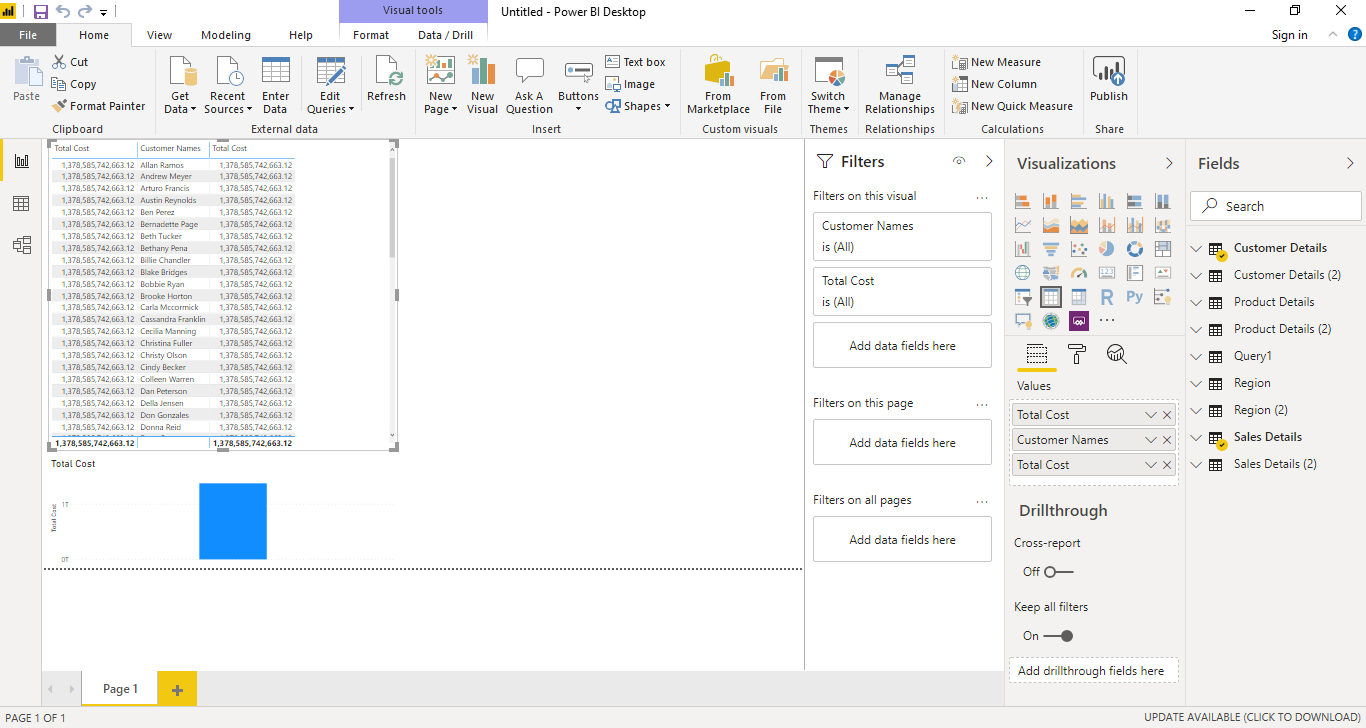 Visual tools
Untitled - Power BI Desktop
File
Home
View
Modeling
Help
Format
Data / Drill
Sign in
?
Paste
Cut
Copy
Format Painter
Clipboard
Get
Data
Recent
Sources
Enter
Data
Edit
Queries
Refresh
External data
New
Page
New
Visual
Ask A
Question
Buttons
Text box
Image
Shapes
Insert
From
Marketplace
From
File
Custom visuals
Switch
Theme
Themes
Manage
Relationships
Relationships
New Measure
New Column
New Quick Measure
Calculations
Publish
Share
Total Cost Customer Names Total Cost
1,378,585,742,663.12 Allan Ramos 1,378,585,742,663.12
1,378,585,742,663.12 Andrew Meyer 1,378,585,742,663.12
1,378,585,742,663.12 Arturo Francis 1,378,585,742,663.12
1,378,585,742,663.12 Austin Reynolds 1,378,585,742,663.12
1,378,585,742,663.12 Ben Perez 1,378,585,742,663.12
1,378,585,742,663.12 Bernadette Page 1,378,585,742,663.12
1,378,585,742,663.12 Beth Tucker 1,378,585,742,663.12
1,378,585,742,663.12 Bethany Pena 1,378,585,742,663.12
1,378,585,742,663.12 Billie Chandler 1,378,585,742,663.12
1,378,585,742,663.12 Blake Bridges 1,378,585,742,663.12
1,378,585,742,663.12 Bobbie Ryan 1,378,585,742,663.12
1,378,585,742,663.12 Brooke Horton 1,378,585,742,663.12
1,378,585,742,663.12 Carla Mccormick 1,378,585,742,663.12
1,378,585,742,663.12 Cassandra Franklin 1,378,585,742,663.12
1,378,585,742,663.12 Cecilia Manning 1,378,585,742,663.12
1,378,585,742,663.12 Christina Fuller 1,378,585,742,663.12
1,378,585,742,663.12 Christy Olson 1,378,585,742,663.12
1,378,585,742,663.12 Cindy Becker 1,378,585,742,663.12
1,378,585,742,663.12 Colleen Warren 1,378,585,742,663.12
1,378,585,742,663.12 Dan Peterson 1,378,585,742,663.12
1,378,585,742,663.12 Della Jensen 1,378,585,742,663.12
1,378,585,742,663.12 Don Gonzales 1,378,585,742,663.12
1,378,585,742,663.12 Donna Reid 1,378,585,742,663.12
1,378,585,742,663.12 1,378,585,742,663.12
Total Cost
Total Cost
1T
0T
Filters
Filters on this visual
Customer Names
is (All)
Total Cost
is (All)
Add data fields here
Filters on this page
Add data fields here
Filters on all pages
Add data fields here
Visualizations
123
R
Py
Values
Total Cost
Customer Names
Total Cost
Drillthrough
Cross-report
Off
Keep all filters
On
Add drillthrough fields here
Fields
Search
Customer Details
Customer Details (2)
Product Details
Product Details (2)
Query1
Region
Region (2)
Sales Details
Sales Details (2)
Page 1
PAGE 1 OF 1
UPDATE AVAILABLE (CLICK TO DOWNLOAD)